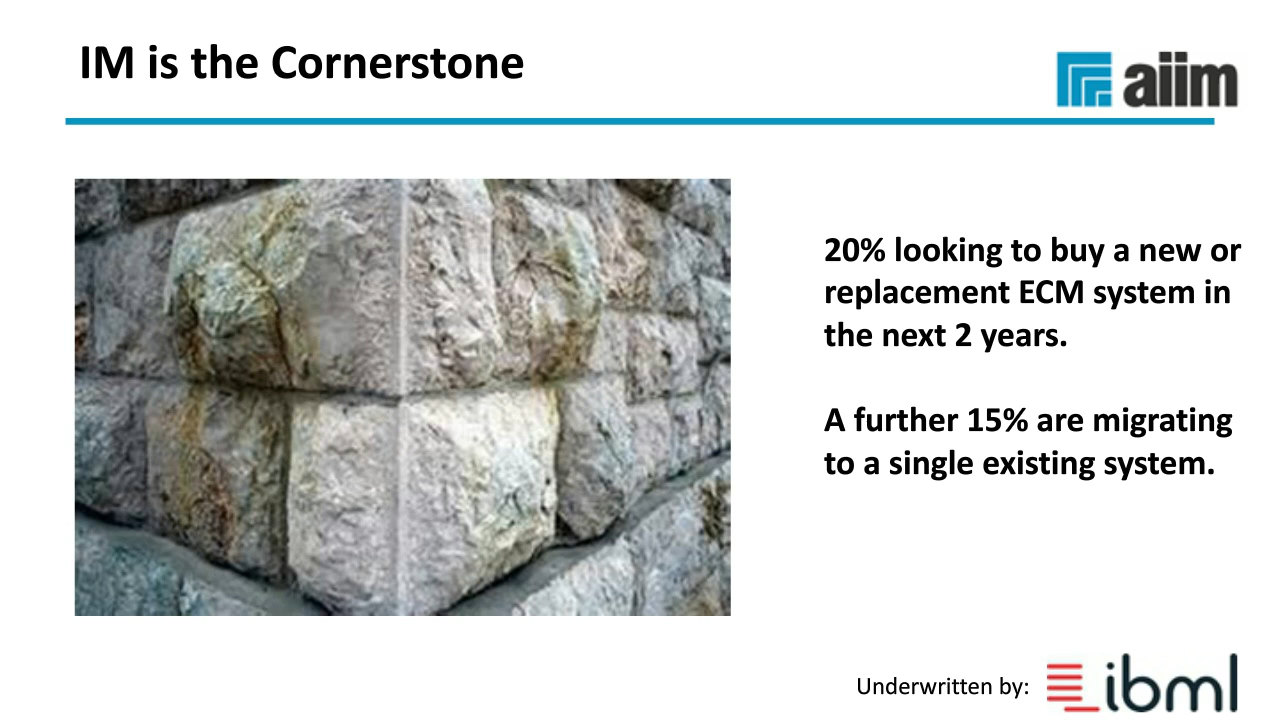 IM is the Cornerstone
aiim
20% looking to buy a new or
replacement ECM system in
the next 2 years.
A further 15% are migrating
to a single existing system.
Underwritten by:
ibml